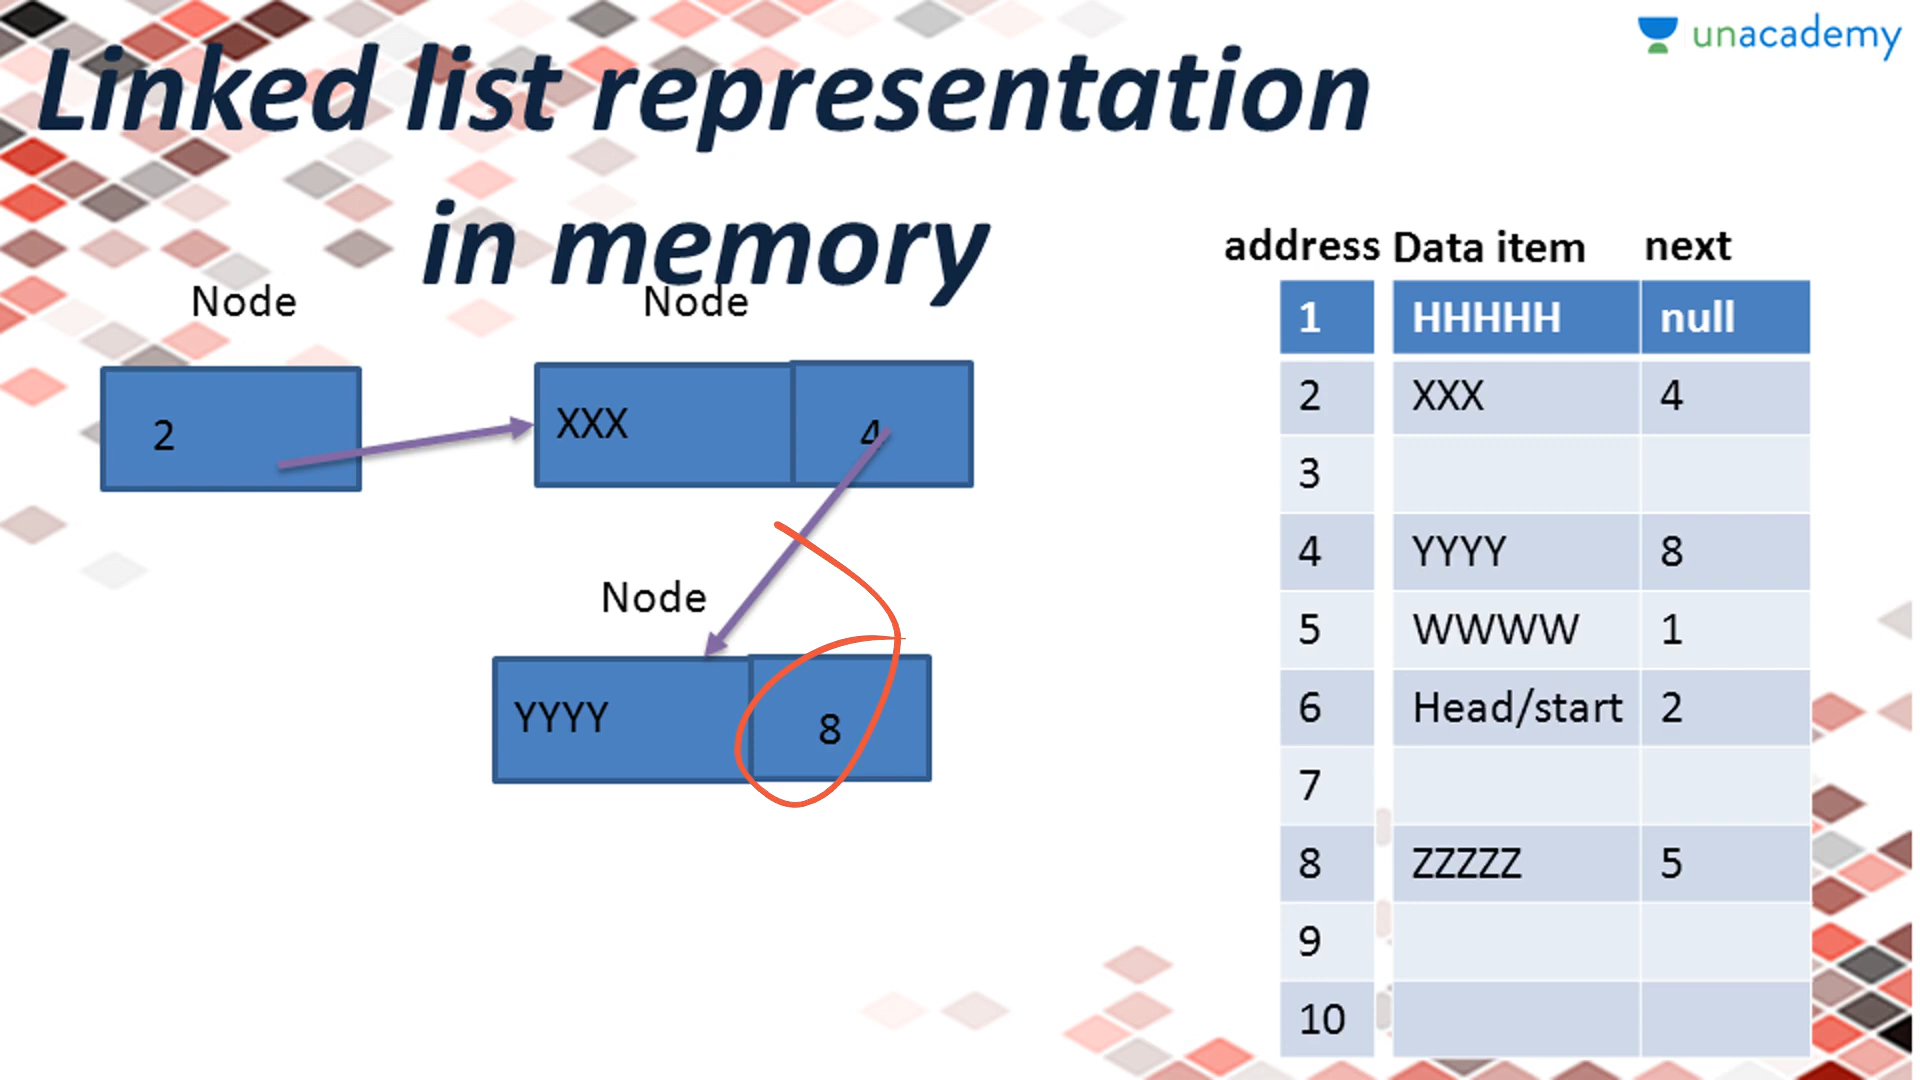 unacademy
Linked list representation
in memory
Node
Node
2
XXX 4
Node
YYYY 8
address Data item next
1 HHHHH null
2 XXX 4
3
4 YYYY 8
5 WWWW 1
6 Head/start 2
7
8 ZZZZZ 5
9
10